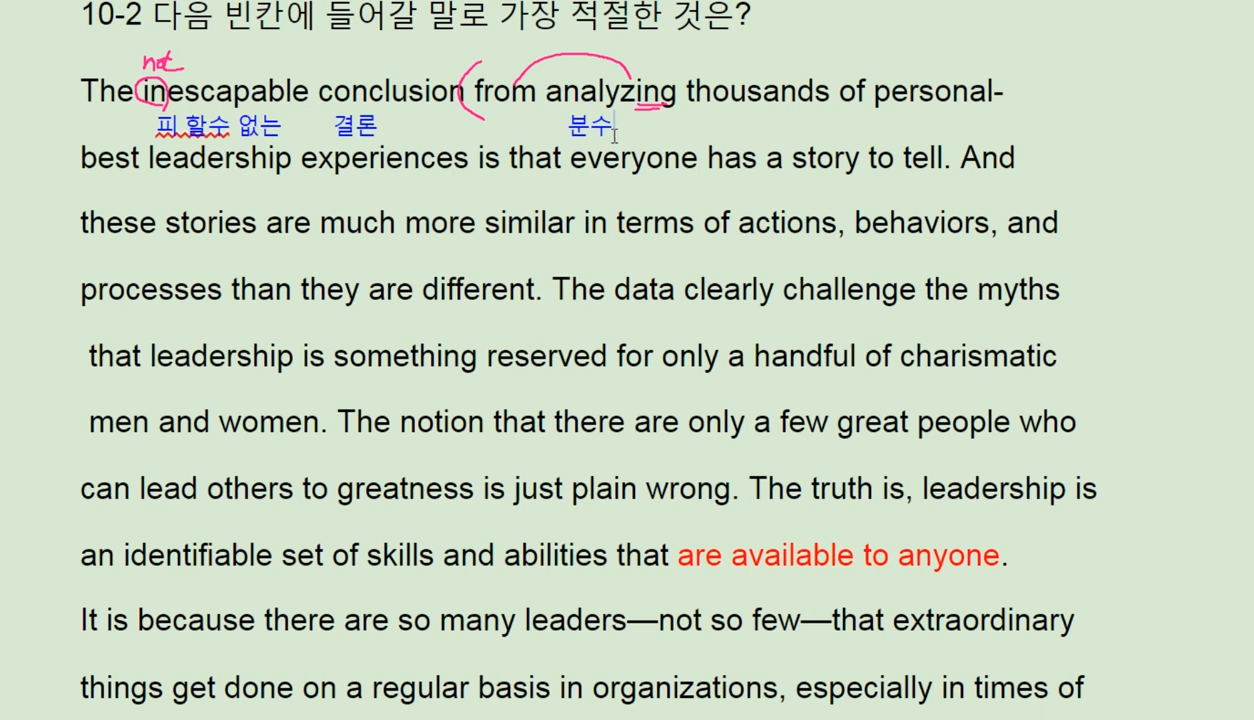 10-2 다음 빈칸에 들어갈 말로 가장 적절한 것은?
not
The inescapable conclusion from analyzing thousands of personal-
피 할수 없는 결론 분수
best leadership experiences is that everyone has a story to tell. And
these stories are much more similar in terms of actions, behaviors, and
processes than they are different. The data clearly challenge the myths
that leadership is something reserved for only a handful of charismatic
men and women. The notion that there are only a few great people who
can lead others to greatness is just plain wrong. The truth is, leadership is
an identifiable set of skills and abilities that are available to anyone.
It is because there are so many leaders—not so few—that extraordinary
things get done on a regular basis in organizations, especially in times of